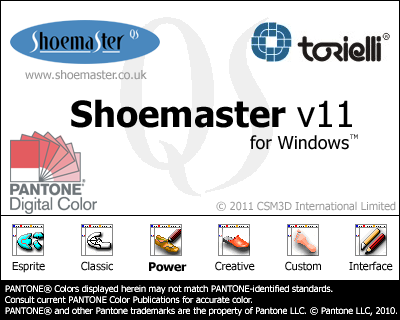 ShoemaSter QS
torielli®
www.shoemaster.co.uk
QS
Shoemaster v11
for Windows™
PANTONE®
Digital Color
© 2011 CSM3D International Limited
Esprite Classic Power Creative Custom Interface
PANTONE® Colors displayed herein may not match PANTONE-identified standards.
Consult current PANTONE Color Publications for accurate color.
PANTONE® and other Pantone trademarks are the property of Pantone LLC. © Pantone LLC, 2010.